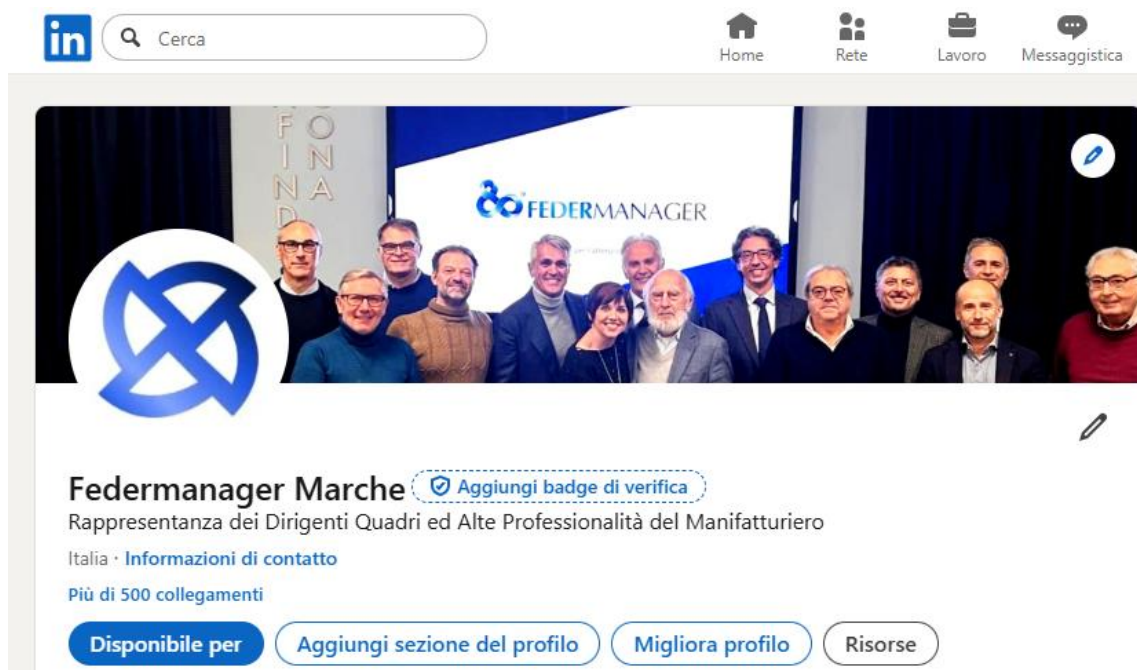 in
Cerca
Home
Rete
Lavoro
Messaggistica
FEDERMANAGER
Federmanager Marche
Aggiungi badge di verifica
Rappresentanza dei Dirigenti Quadri ed Alte Professionalità del Manifatturiero
Italia · Informazioni di contatto
Più di 500 collegamenti
Disponibile per
Aggiungi sezione del profilo
Migliora profilo
Risorse